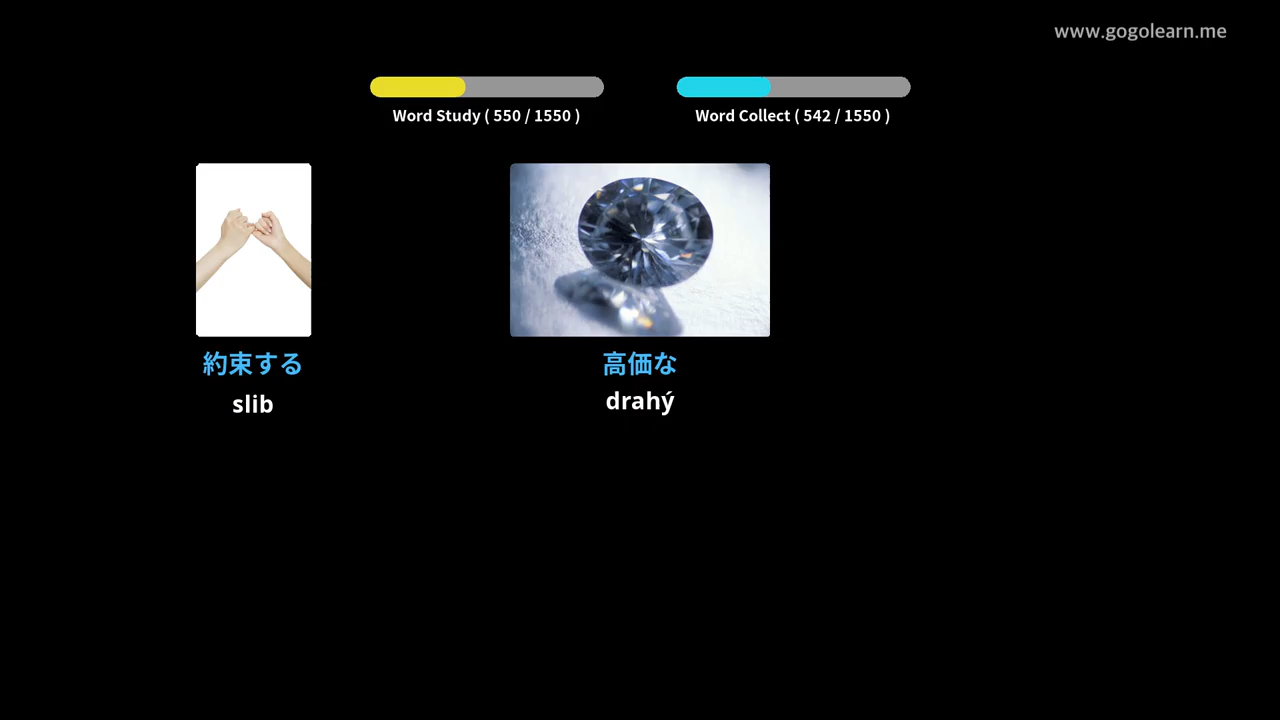 www.gogolearn.me
Word Study ( 550 / 1550 )
Word Collect ( 542 / 1550 )
約束する
slib
高価な
drahý